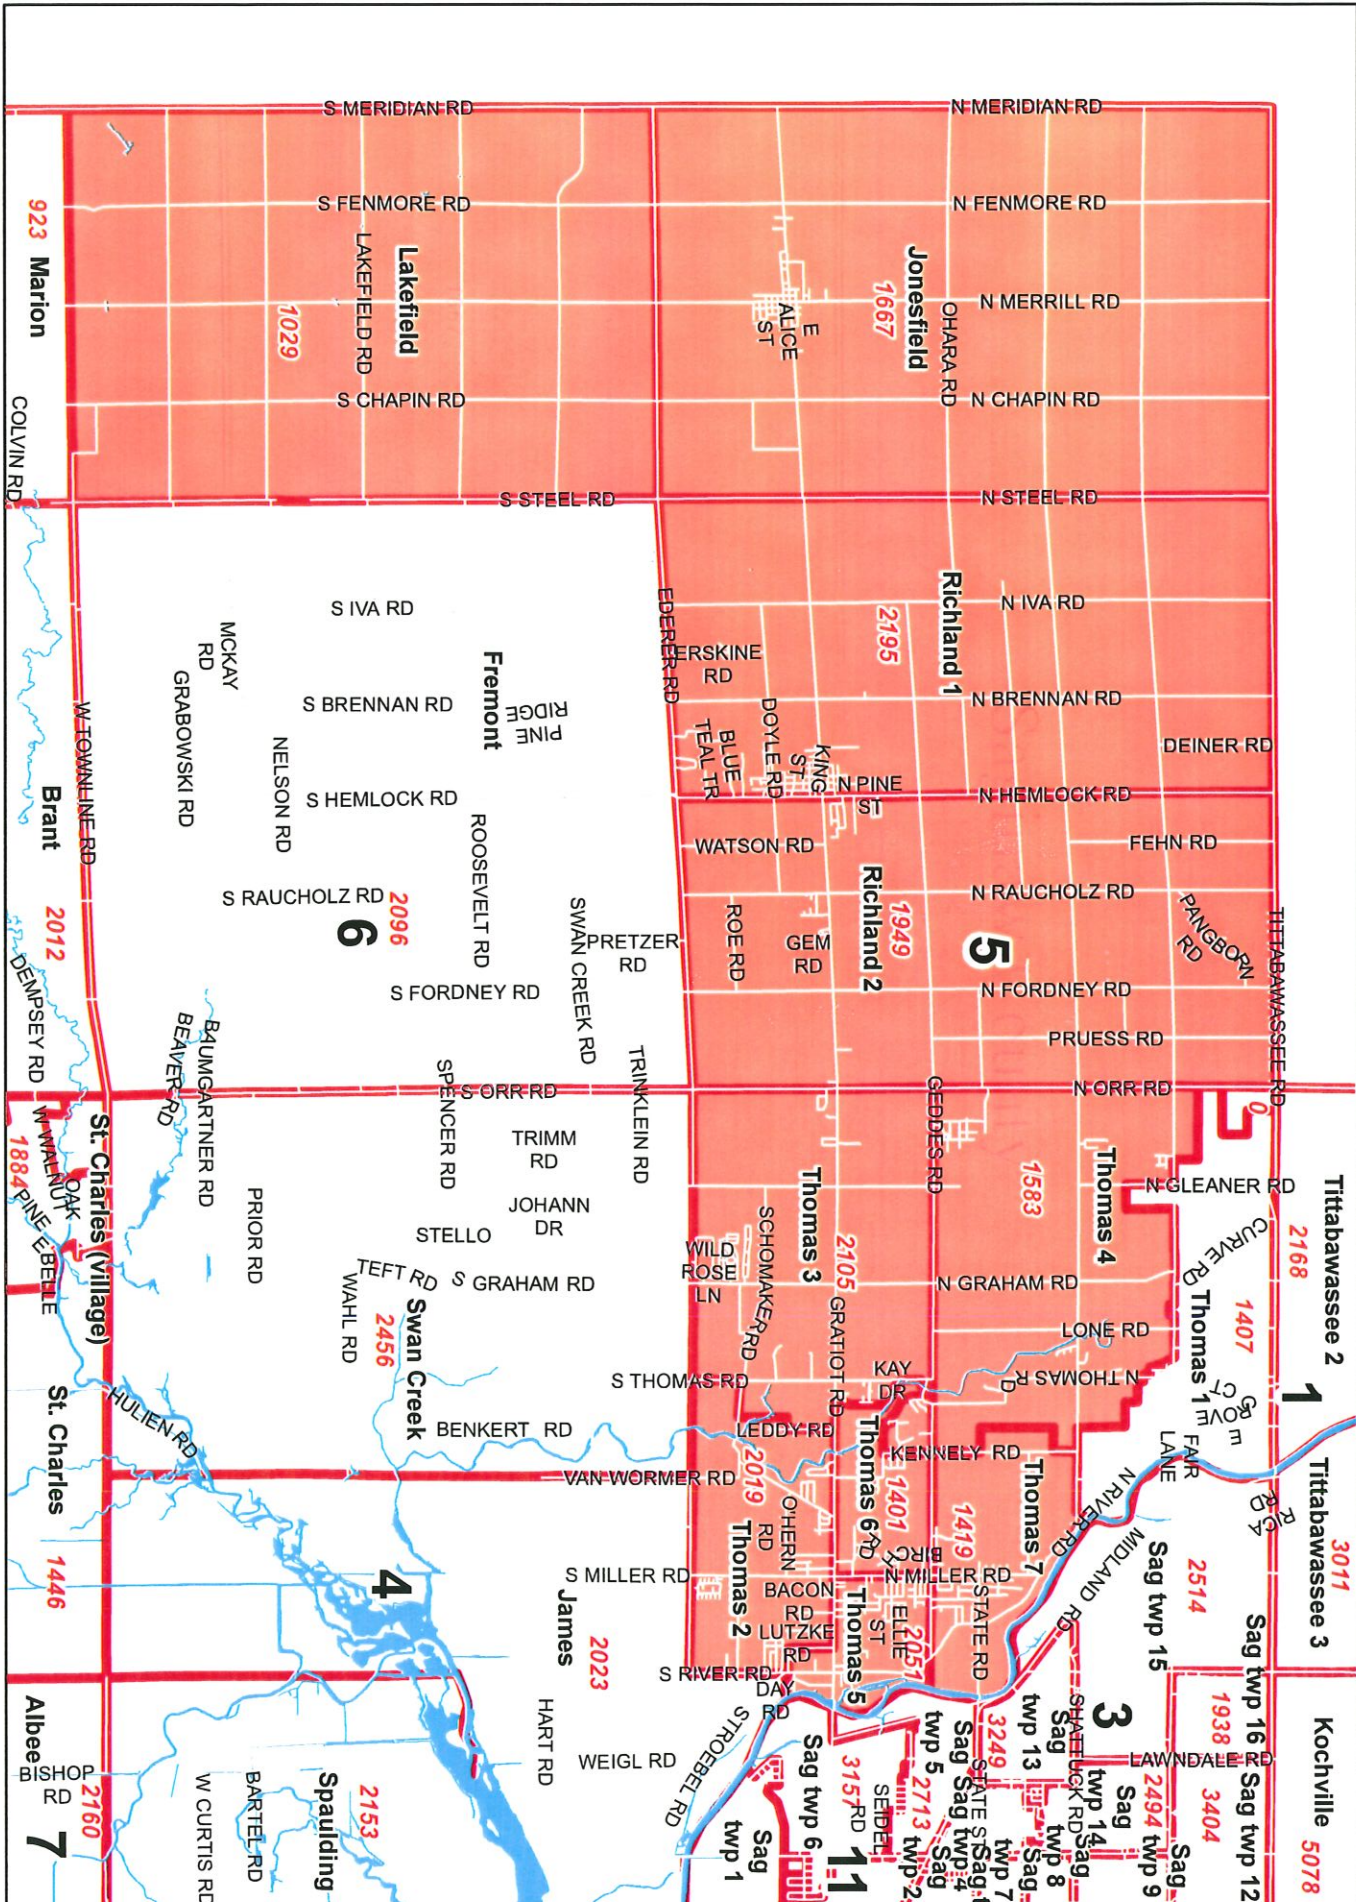 S MERIDIAN RD
N MERIDIAN RD
S FENMORE RD
N FENMORE RD
923
Marion
Lakefield
LAKEFIELD RD
1029
Jonesfield
1667
OHARA RD
N MERRILL RD
E
ALICE
ST
S CHAPIN RD
N CHAPIN RD
COLVIN RD
S STEEL RD
N STEEL RD
S IVA RD
N IVA RD
EDERER RD
Richland 1
2195
MCKAY
RD
GRABOWSKI RD
Fremont
ERSKINE
RD
S BRENNAN RD
N BRENNAN RD
PINE
RIDGE
W TOWNLINE RD
DOYLE RD
BLUE
TEAL TR
KING
ST
DEINER RD
NELSON RD
Brant
S HEMLOCK RD
N HEMLOCK RD
N PINE
ST
ROOSEVELT RD
WATSON RD
FEHN RD
Richland 2
1949
S RAUCHOLZ RD
2096
6
N RAUCHOLZ RD
2012
SWAN CREEK RD
PRETZER
RD
ROE RD
GEM
RD
5
PANGBORN
RD
TITTABAWASSEE RD
DEMPSEY RD
S FORDNEY RD
N FORDNEY RD
BEAVER RD
BAUMGARTNER RD
PRUESS RD
TRINKLEIN RD
SPENCER RD
S ORR RD
N ORR RD
GEDDES RD
0
W WALNUT
OAK
1884
PINE
E BELLE
St. Charles (village)
TRIMM
RD
Thomas 3
1583
Thomas 4
N GLEANER RD
Tittabawassee 2
2168
PRIOR RD
JOHANN
DR
STELLO
SCHOMAKER RD
2105
CURVE RD
WILD
ROSE
LN
TEFT RD
WAHL RD
S GRAHAM RD
N GRAHAM RD
Thomas 1
1407
GRATIOT RD
LONE RD
Swan Creek
2456
S THOMAS RD
KAY
DR
N THOMAS R
D
GROVE
CT
E
1
St. Charles
HULIEN RD
BENKERT RD
LEDDY RD
Thomas 6
KENNELY RD
FAIR
LANE
VAN WORMER RD
2019
1401
Thomas 7
N RIVER RD
RICA
RD
Tittabawassee 3
3011
O'HERN
RD
1419
MIDLAND RD
Thomas 2
BIRC
H
RD
1446
4
S MILLER RD
N MILLER RD
Sag twp 15
2514
James
2023
BACON
RD
Thomas 5
ELLIE
ST
STATE RD
LUTZKE
RD
2051
Sag twp 16
1938
S RIVER RD
DAY
RD
Albee
SHATTUCK RD
3
Sag
twp 13
HART RD
STROEBEL RD
twp 5
Sag
3249
Kochville
BISHOP
RD
2160
WEIGL RD
Sag twp 6
3157
LAWNDALE RD
7
W CURTIS RD
BARTEL RD
Spaulding
2153
SEIDEL
RD
2713
STATE ST
Sag
twp 14
2494
3404
Sag twp 12
5078
Sag
twp 1
11
Sag
twp 2
twp 4
Sag
twp 7
Sag
twp 8
Sag
twp 9